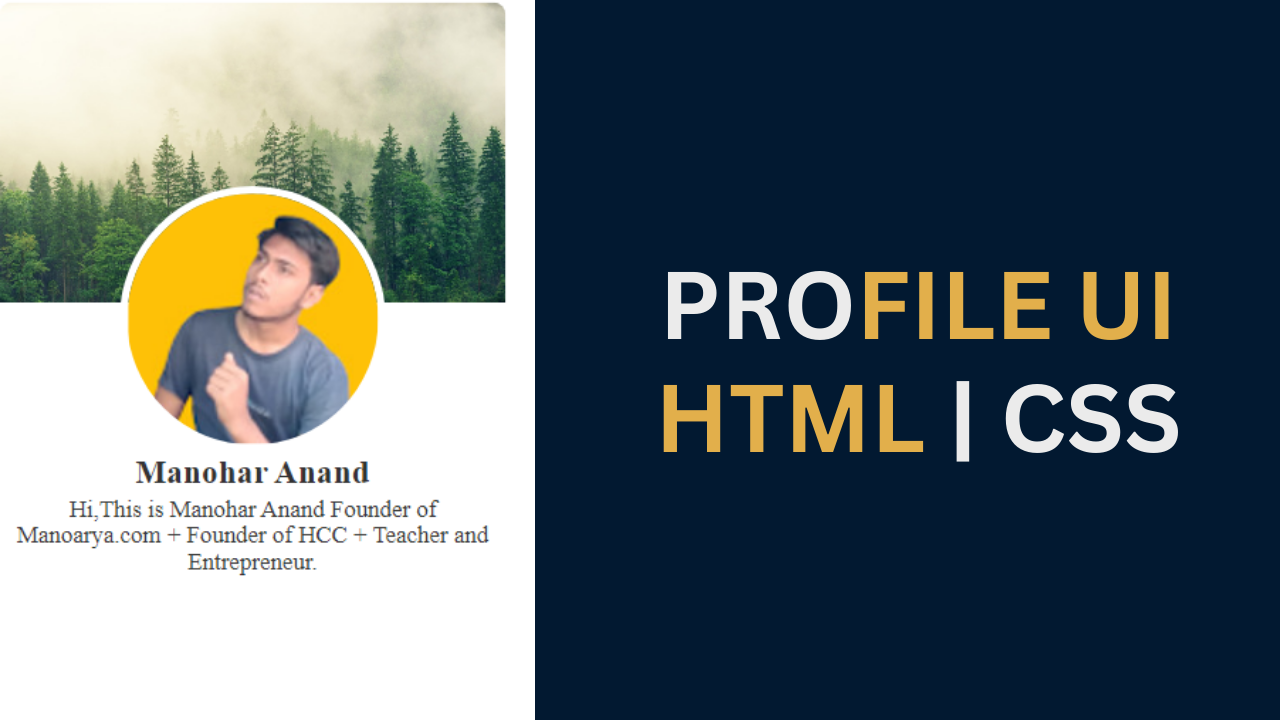 Manohar Anand
Hi,This is Manohar Anand Founder of
Manoarya.com + Founder of HCC + Teacher and
Entrepreneur.
PROFILE UI
HTML | CSS